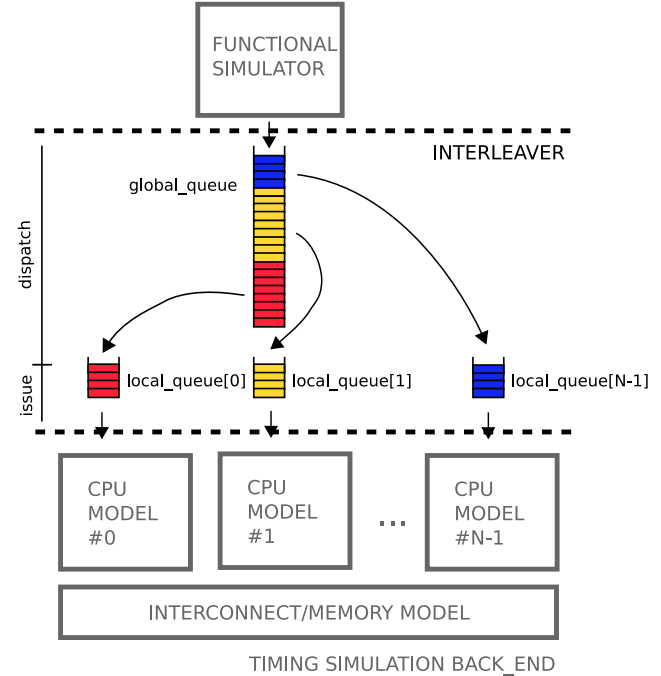 FUNCTIONAL
SIMULATOR
INTERLEAVER
global_queue
dispatch
issue
local_queue[0]
local_queue[1]
local_queue[N-1]
CPU
MODEL
#0
CPU
MODEL
#1
...
CPU
MODEL
#N-1
INTERCONNECT/MEMORY MODEL
TIMING SIMULATION BACK_END